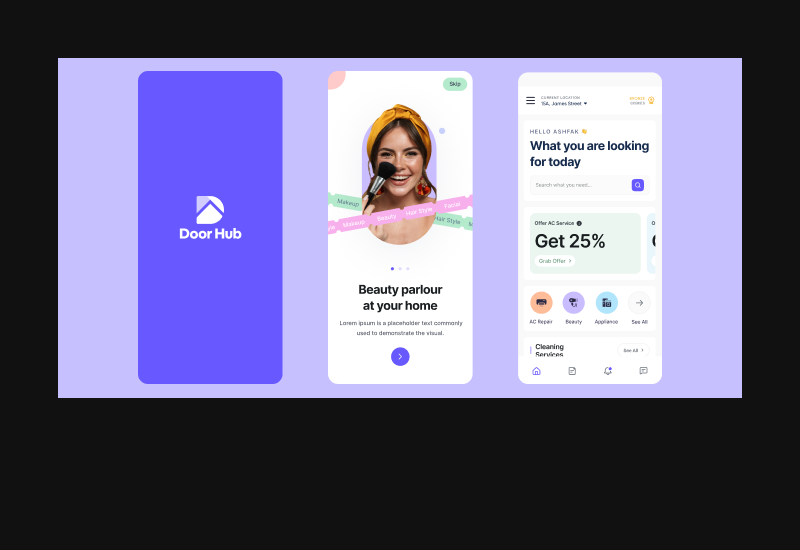 Door Hub
Skip
Makeup
Makeup
Beauty
Hair Style
Facial
Hair Style
Beauty parlour
at your home
Lorem ipsum is a placeholder text commonly
used to demonstrate the visual.
CURRENT LOCATION
15A, James Street
HELLO ASHFAK 👋
What you are looking
for today
Search what you need...
Offer AC Service
Get 25%
Grab Offer
AC Repair
Beauty
Appliance
See All
Cleaning
Services
See All